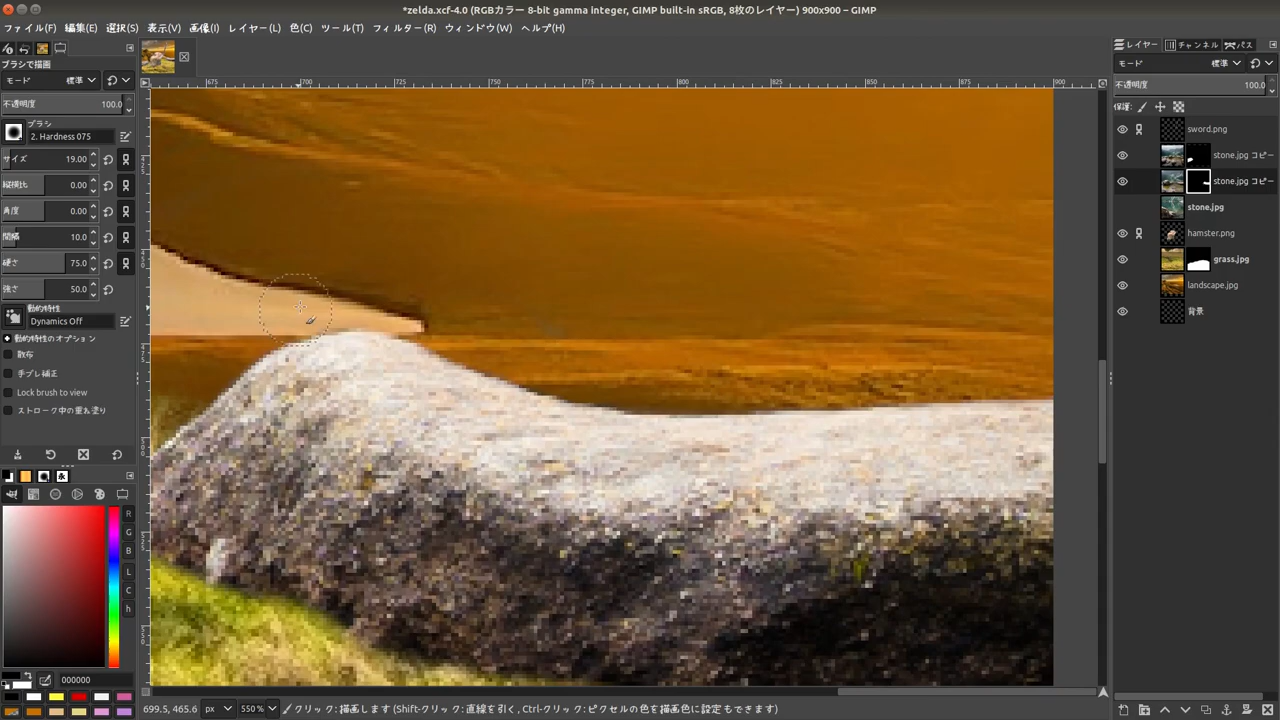 *zelda.xcf-4.0 (RGBカラー 8-bit gamma integer, GIMP built-in sRGB, 8枚のレイヤー) 900x900 – GIMP
ファイル(F) 編集(E) 選択(S) 表示(V) 画像(I) レイヤー(L) 色(C) ツール(T) フィルター(R) ウィンドウ(W) ヘルプ(H)
ブラシで描画
モード 標準
不透明度 100.0
ブラシ
2. Hardness 075
サイズ 19.00
縦横比 0.00
角度 0.00
間隔 10.0
硬さ 75.0
強さ 50.0
動的特性
Dynamics Off
動的特性のオプション
散布
手ブレ補正
Lock brush to view
ストローク中の重ね塗り
R
G
B
L
C
h
000000
675 700 725 750 775 800 825 850 875 900
425
450
475
500
525
550
699.5, 465.6 px 550% クリック: 描画します (Shift-クリック: 直線を引く, Ctrl-クリック: ピクセルの色を描画色に設定もできます)
レイヤー チャンネル パス
モード 標準
不透明度 100.0
保護:
sword.png
stone.jpg コピー
stone.jpg コピー
stone.jpg
hamster.png
grass.jpg
landscape.jpg
背景